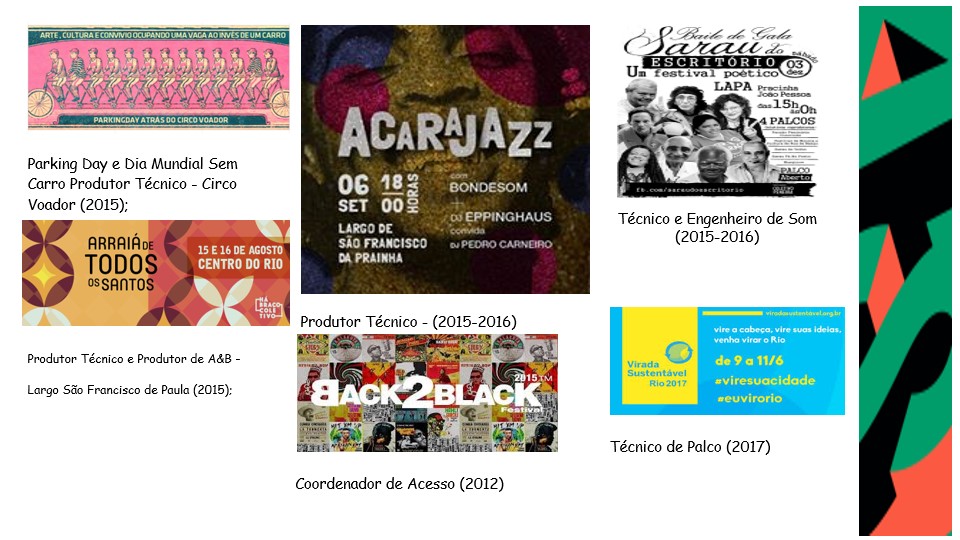 ARTE, CULTURA E CONVIVIO OCUPANDO UMA VAGA AO INVÉS DE UM CARRO
PARKINGDAY ATRÁS DO CIRCO VOADOR
Parking Day e Dia Mundial Sem
Carro Produtor Técnico - Circo
Voador (2015);
ARRAIÁ DE
TODOS
OS SANTOS
15 E 16 DE AGOSTO
CENTRO DO RIO
HÁ
BRAÇO CO
LETIVO
Produtor Técnico e Produtor de A&B –
Largo São Francisco de Paula (2015);
ACARAJAZZ
06 SET
18 00 HORAS
LARGO DE
SÃO FRANCISCO
DA PRAINHA
com
BONDESOM
+
DJ EPPINGHAUS
convida
DJ PEDRO CARNEIRO
Produtor Técnico - (2015-2016)
BACK2BLACK
2015
Festival
Coordenador de Acesso (2012)
Baile de Gala
Sarau do
ESCRITÓRIO
sábado
03
dez
Um festival poético
LAPA Pracinha
João Pessoa
das 15h
às 0h
4 PALCOS
PALCO
Aberto
fb.com/saraudoescritorio
Técnico e Engenheiro de Som
(2015-2016)
viradasustentável.org.br
vire a cabeça, vire suas ideias,
venha virar o Rio
Virada
Sustentável
Rio 2017
de 9 a 11/6
#viresuacidade
#euvirorio
Técnico de Palco (2017)